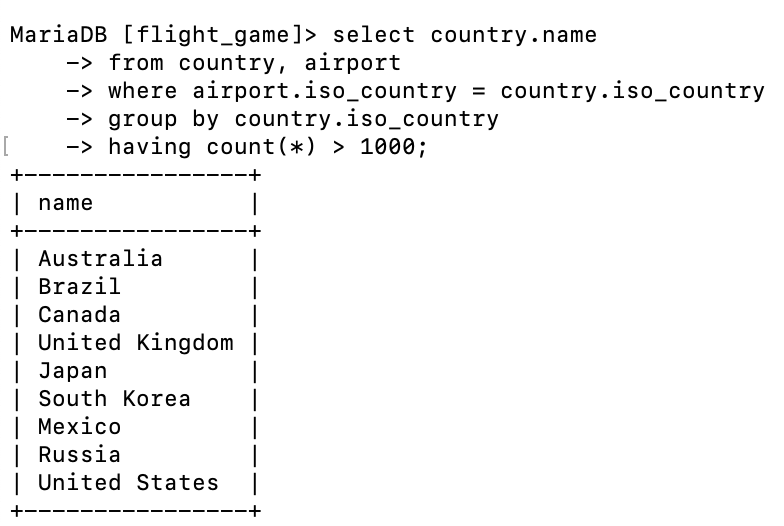 MariaDB [flight_game]> select country.name
    -> from country, airport
    -> where airport.iso_country = country.iso_country
    -> group by country.iso_country
[    -> having count(*) > 1000;
+----------------+
| name           |
+----------------+
| Australia      |
| Brazil         |
| Canada         |
| United Kingdom |
| Japan          |
| South Korea    |
| Mexico         |
| Russia         |
| United States  |
+----------------+